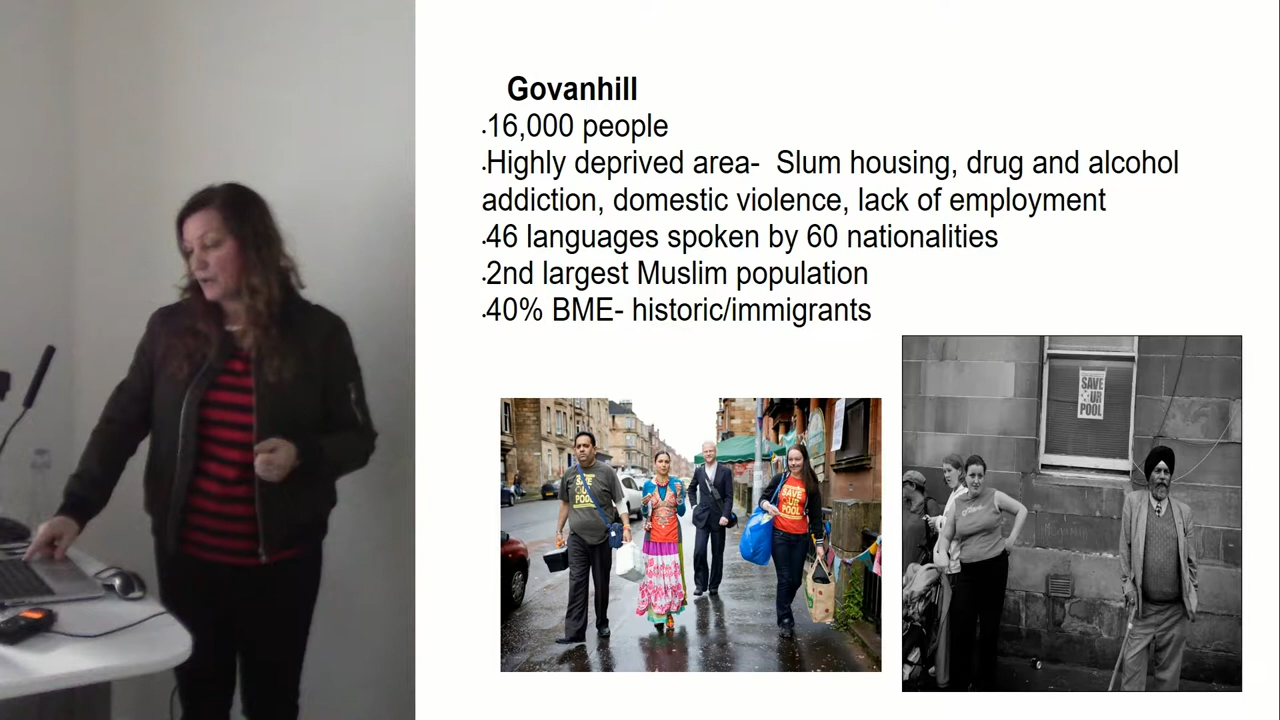 Govanhill
·16,000 people
·Highly deprived area-  Slum housing, drug and alcohol
addiction, domestic violence, lack of employment
·46 languages spoken by 60 nationalities
·2nd largest Muslim population
·40% BME- historic/immigrants
SAVE
OUR
POOL
SAVE
OUR
POOL
SAVE
OUR
POOL